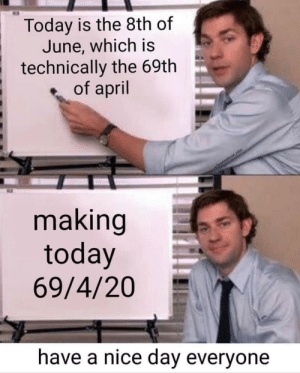 Today is the 8th of
June, which is
technically the 69th
of april
making
today
69/4/20
have a nice day everyone